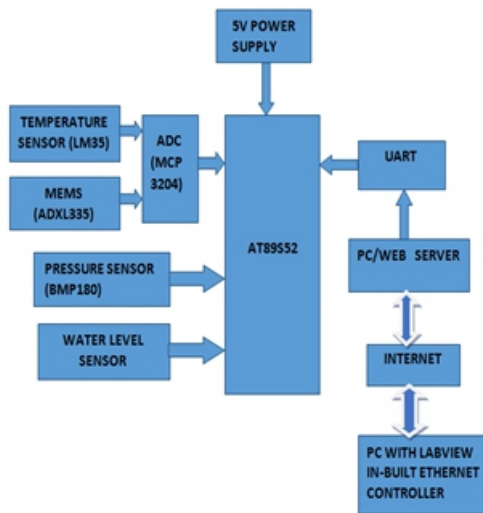 5V POWER
SUPPLY
TEMPERATURE
SENSOR (LM35)
ADC
(MCP
3204)
MEMS
(ADXL335)
AT89S52
UART
PRESSURE SENSOR
(BMP180)
PC/WEB SERVER
WATER LEVEL
SENSOR
INTERNET
PC WITH LABVIEW
IN-BUILT ETHERNET
CONTROLLER